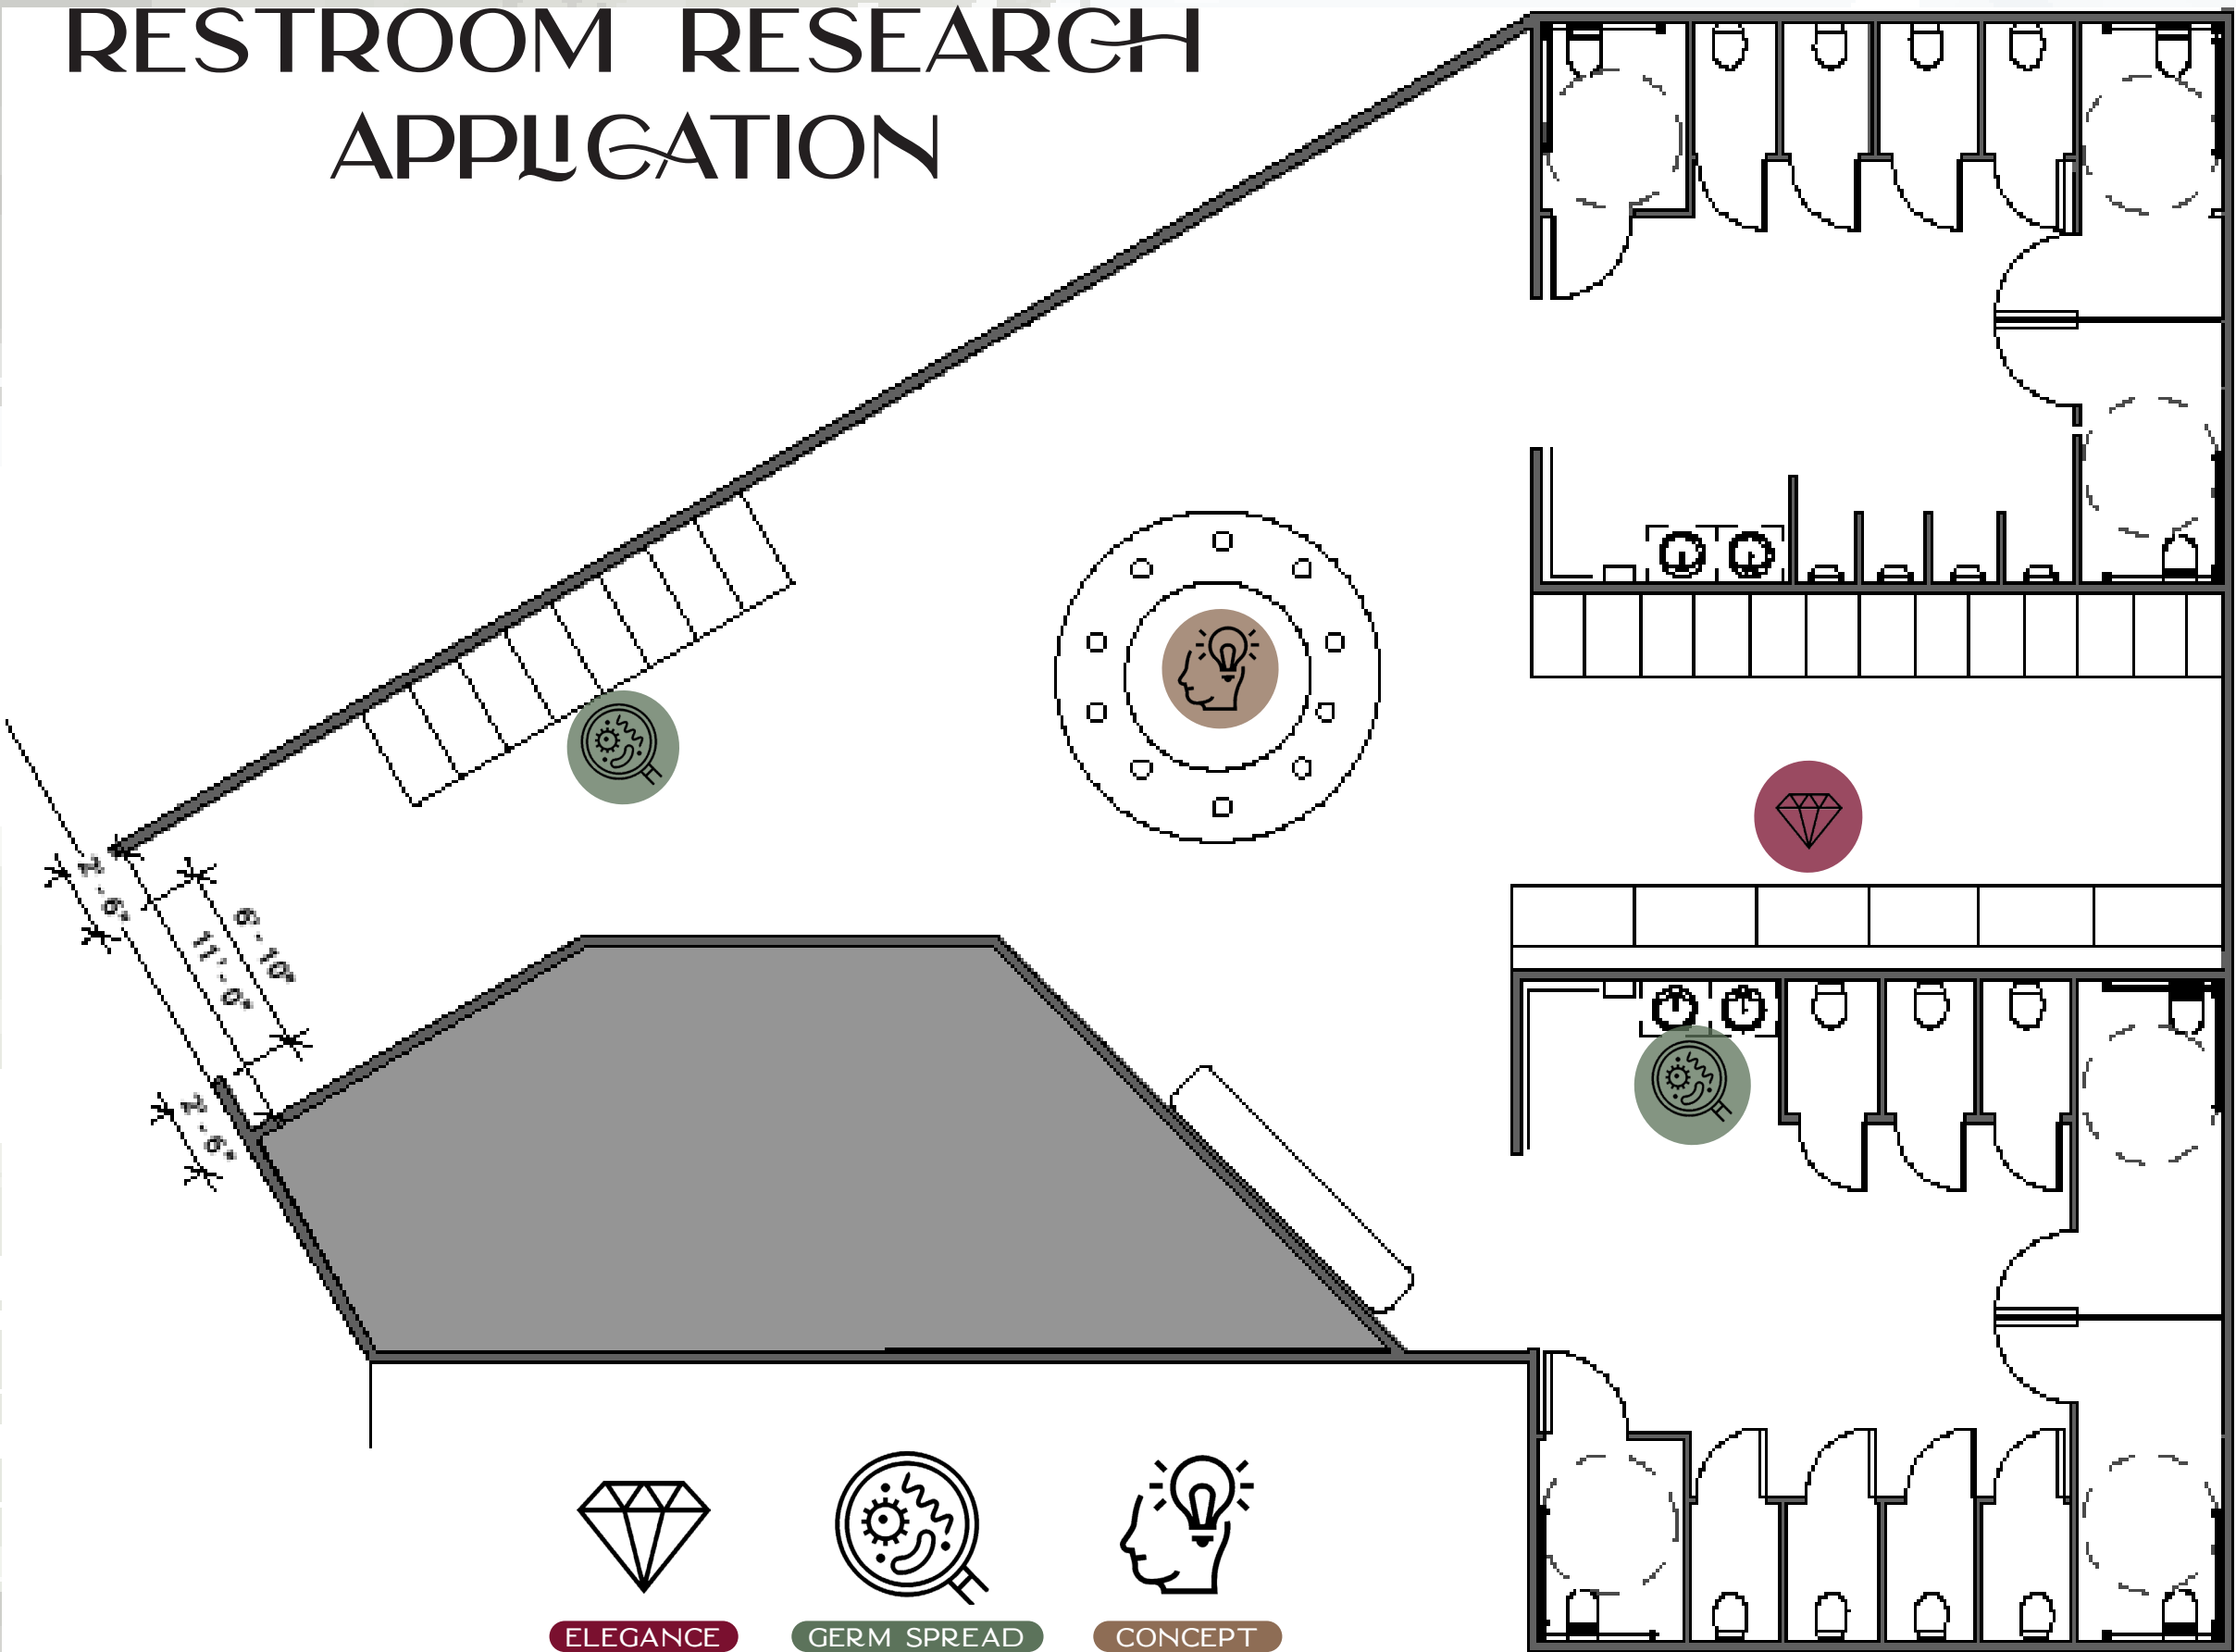 RESTROOM RESEARCH
APPLICATION
2'-6"
6'-10"
11'-0"
2'-6"
ELEGANCE
GERM SPREAD
CONCEPT